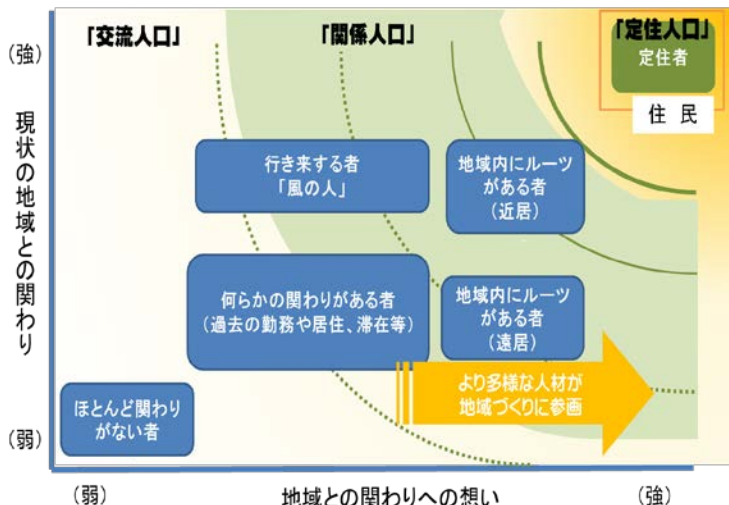 「交流人口」
「関係人口」
「定住人口」
定住者
住 民
(強)
現状の地域との関わり
(弱)
行き来する者
「風の人」
地域内にルーツ
がある者
(近居)
何らかの関わりがある者
(過去の勤務や居住、滞在等)
地域内にルーツ
がある者
(遠居)
より多様な人材が
地域づくりに参画
ほとんど関わり
がない者
(弱)
地域との関わりへの想い
(強)